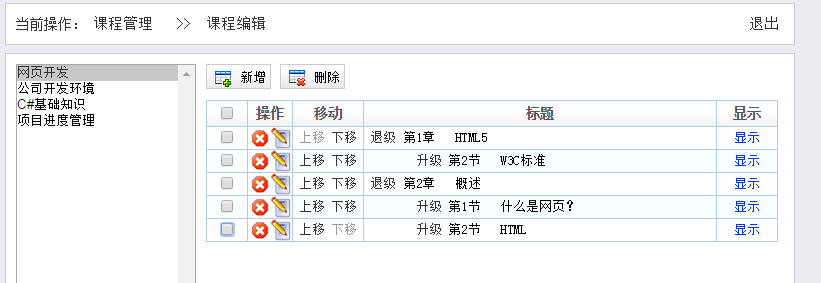 当前操作： 课程管理 >> 课程编辑 退出
网页开发
公司开发环境
C#基础知识
项目进度管理
新增 删除
操作 移动 标题 显示
上移 下移 退级 第1章 HTML5 显示
上移 下移 升级 第2节 W3C标准 显示
上移 下移 退级 第2章 概述 显示
上移 下移 升级 第1节 什么是网页？ 显示
上移 下移 升级 第2节 HTML 显示